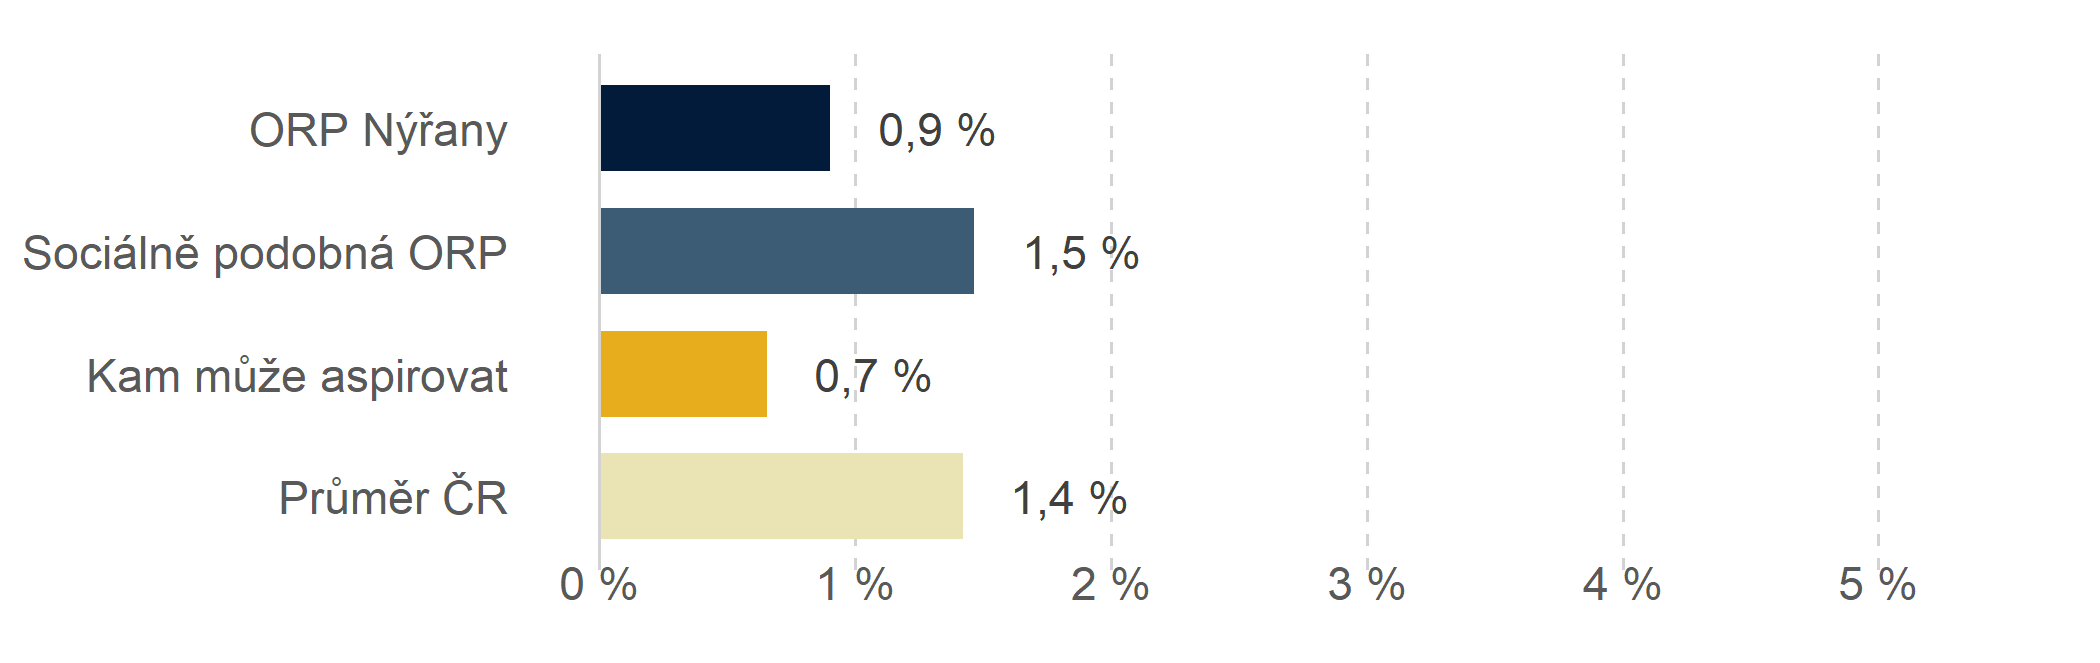 ORP Nýřany 0,9 %
Sociálně podobná ORP 1,5 %
Kam může aspirovat 0,7 %
Průměr ČR 1,4 %
0 % 1 % 2 % 3 % 4 % 5 %